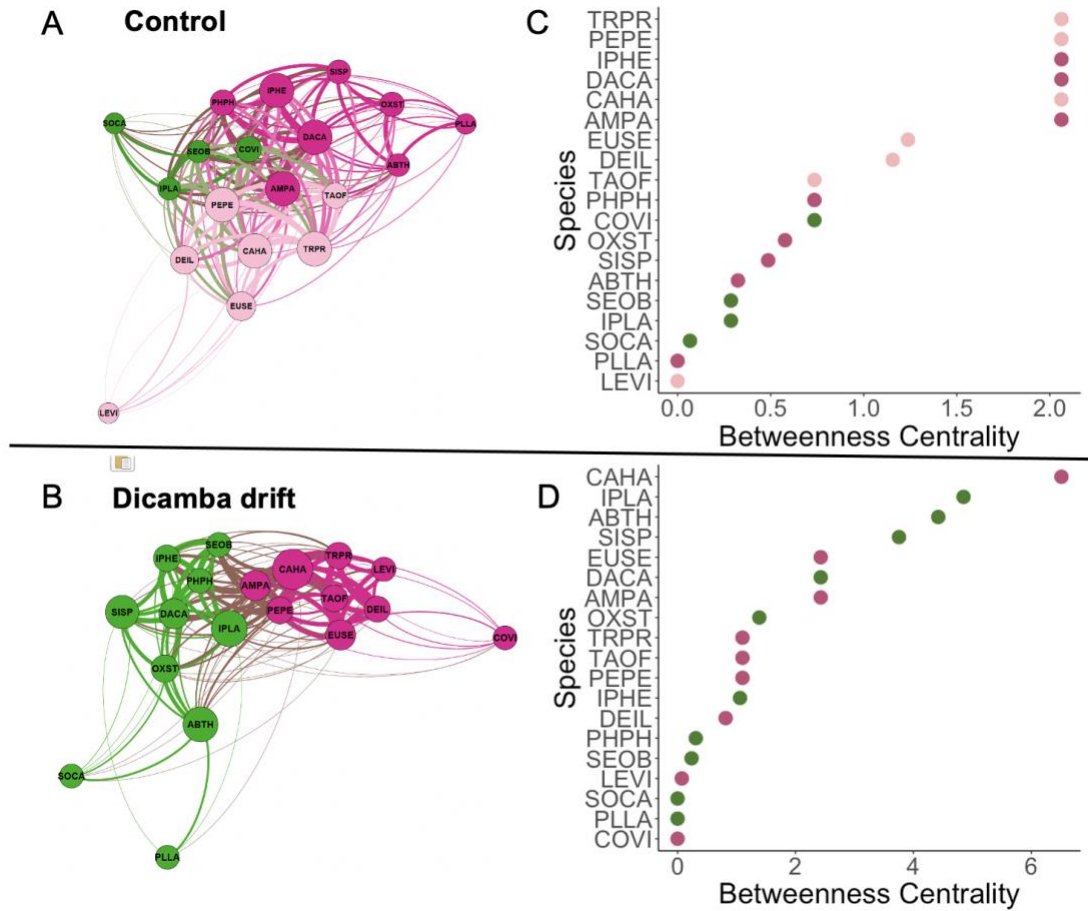 A
Control
SISP
IPHE
PHPH
OXST
SOCA
PLLA
DACA
SEOB
COVI
ABTH
IPLA
AMPA
TAOF
PEPE
CAHA
TRPR
DEIL
EUSE
LEVI
C
Species
TRPR
PEPE
IPHE
DACA
CAHA
AMPA
EUSE
DEIL
TAOF
PHPH
COVI
OXST
SISP
ABTH
SEOB
IPLA
SOCA
PLLA
LEVI
0.0 0.5 1.0 1.5 2.0
Betweenness Centrality
B
Dicamba drift
SEOB
IPHE
TRPR
CAHA
LEVI
PHPH
AMPA
TAOF
DEIL
SISP
DACA
PEPE
IPLA
EUSE
COVI
OXST
ABTH
SOCA
PLLA
D
Species
CAHA
IPLA
ABTH
SISP
EUSE
DACA
AMPA
OXST
TRPR
TAOF
PEPE
IPHE
DEIL
PHPH
SEOB
LEVI
SOCA
PLLA
COVI
0 2 4 6
Betweenness Centrality